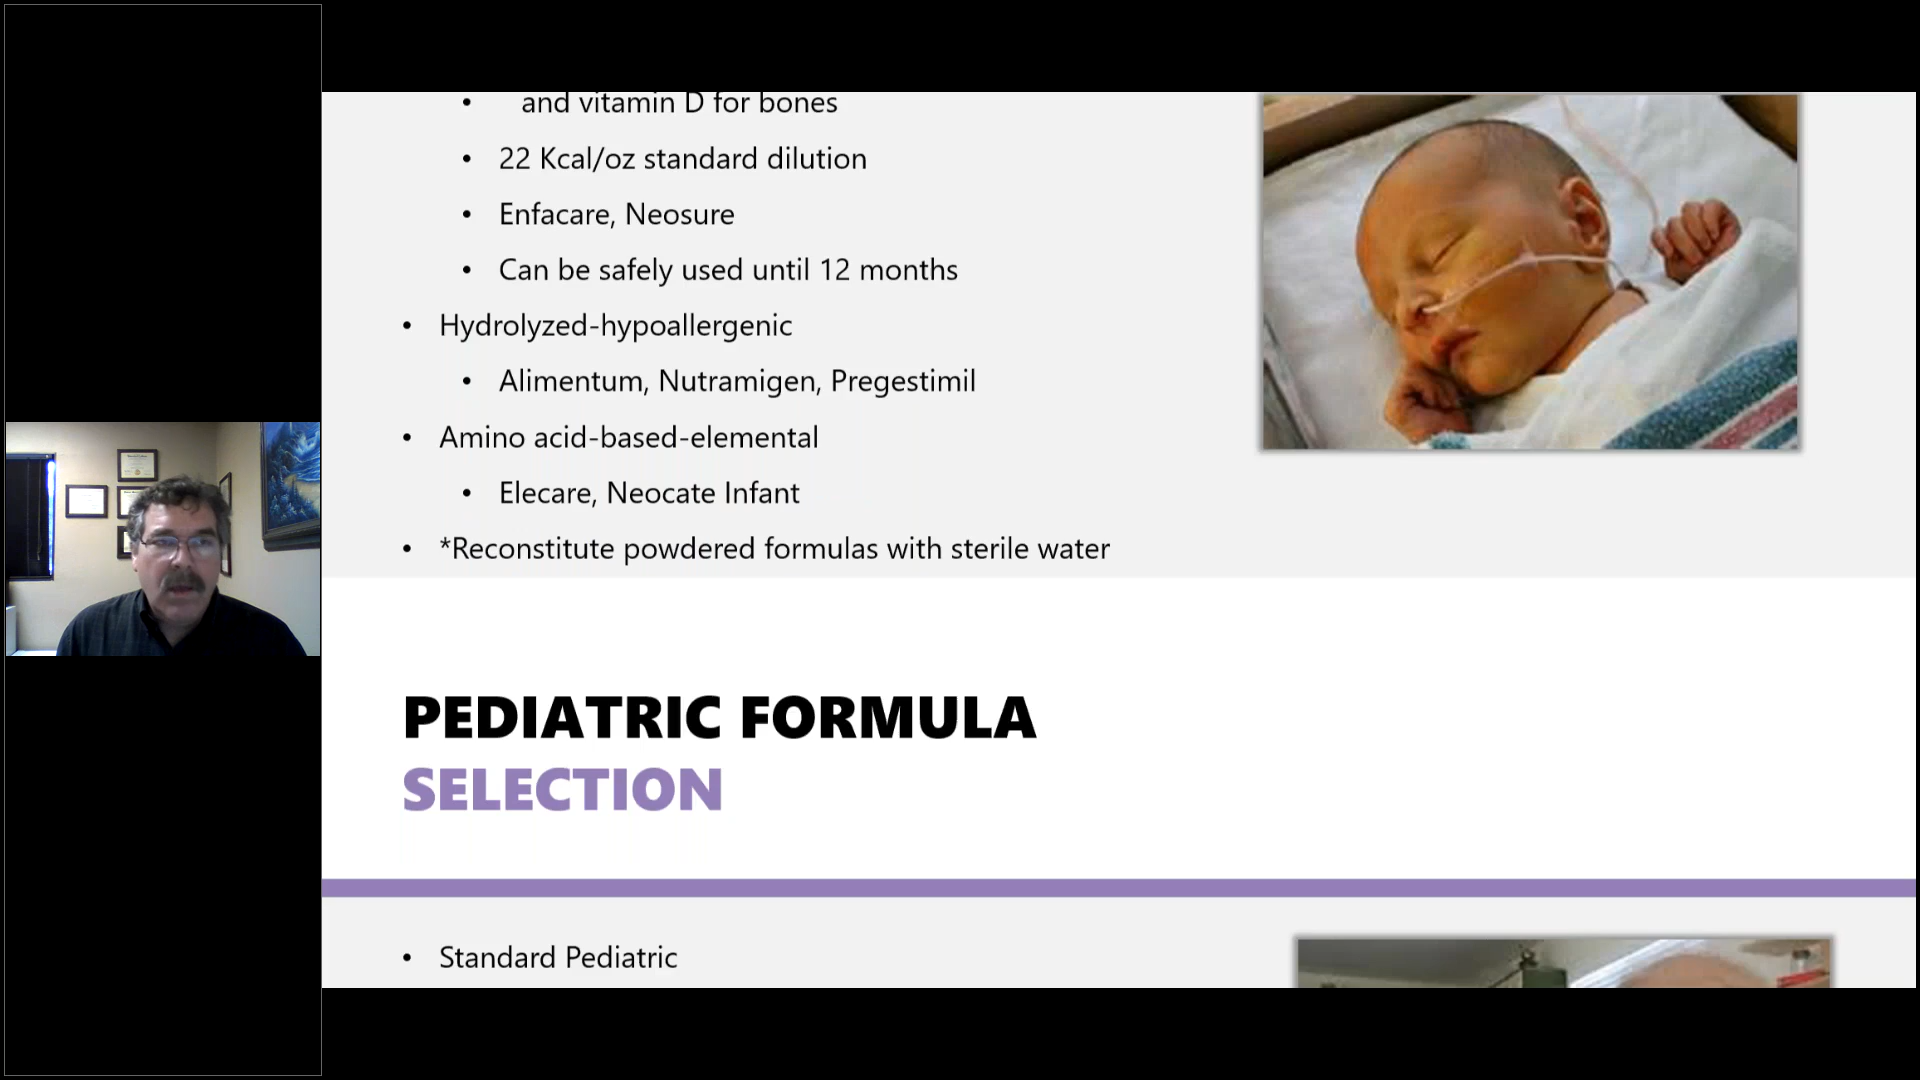 • and vitamin D for bones
• 22 Kcal/oz standard dilution
• Enfacare, Neosure
• Can be safely used until 12 months
• Hydrolyzed-hypoallergenic
• Alimentum, Nutramigen, Pregestimil
• Amino acid-based-elemental
• Elecare, Neocate Infant
• *Reconstitute powdered formulas with sterile water
PEDIATRIC FORMULA
SELECTION
• Standard Pediatric